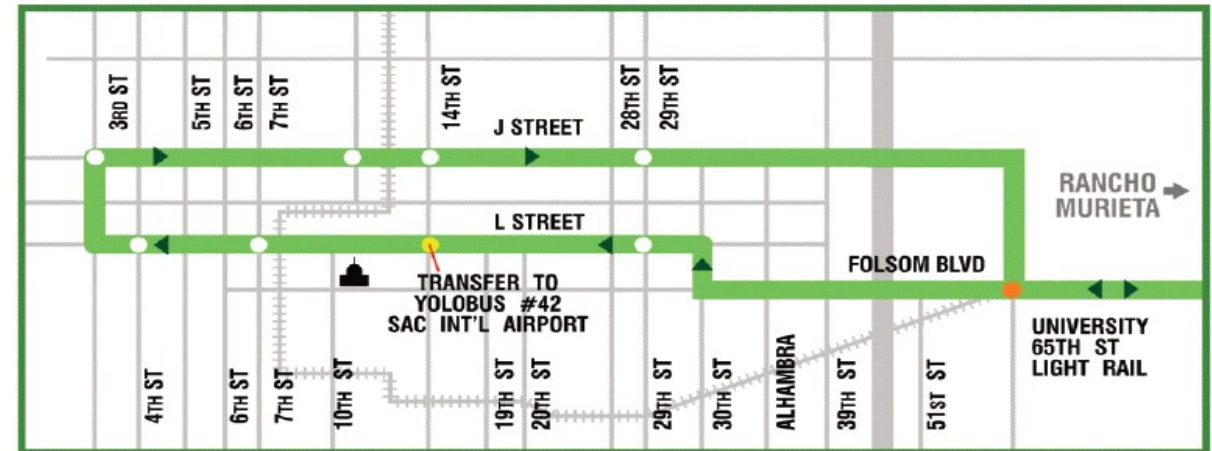 3RD ST
5TH ST
6TH ST
7TH ST
14TH ST
28TH ST
29TH ST
J STREET
RANCHO
MURIETA
L STREET
FOLSOM BLVD
TRANSFER TO
YOLOBUS #42
SAC INT'L AIRPORT
UNIVERSITY
65TH ST
LIGHT RAIL
4TH ST
6TH ST
7TH ST
10TH ST
19TH ST
20TH ST
29TH ST
30TH ST
ALHAMBRA
39TH ST
51ST ST